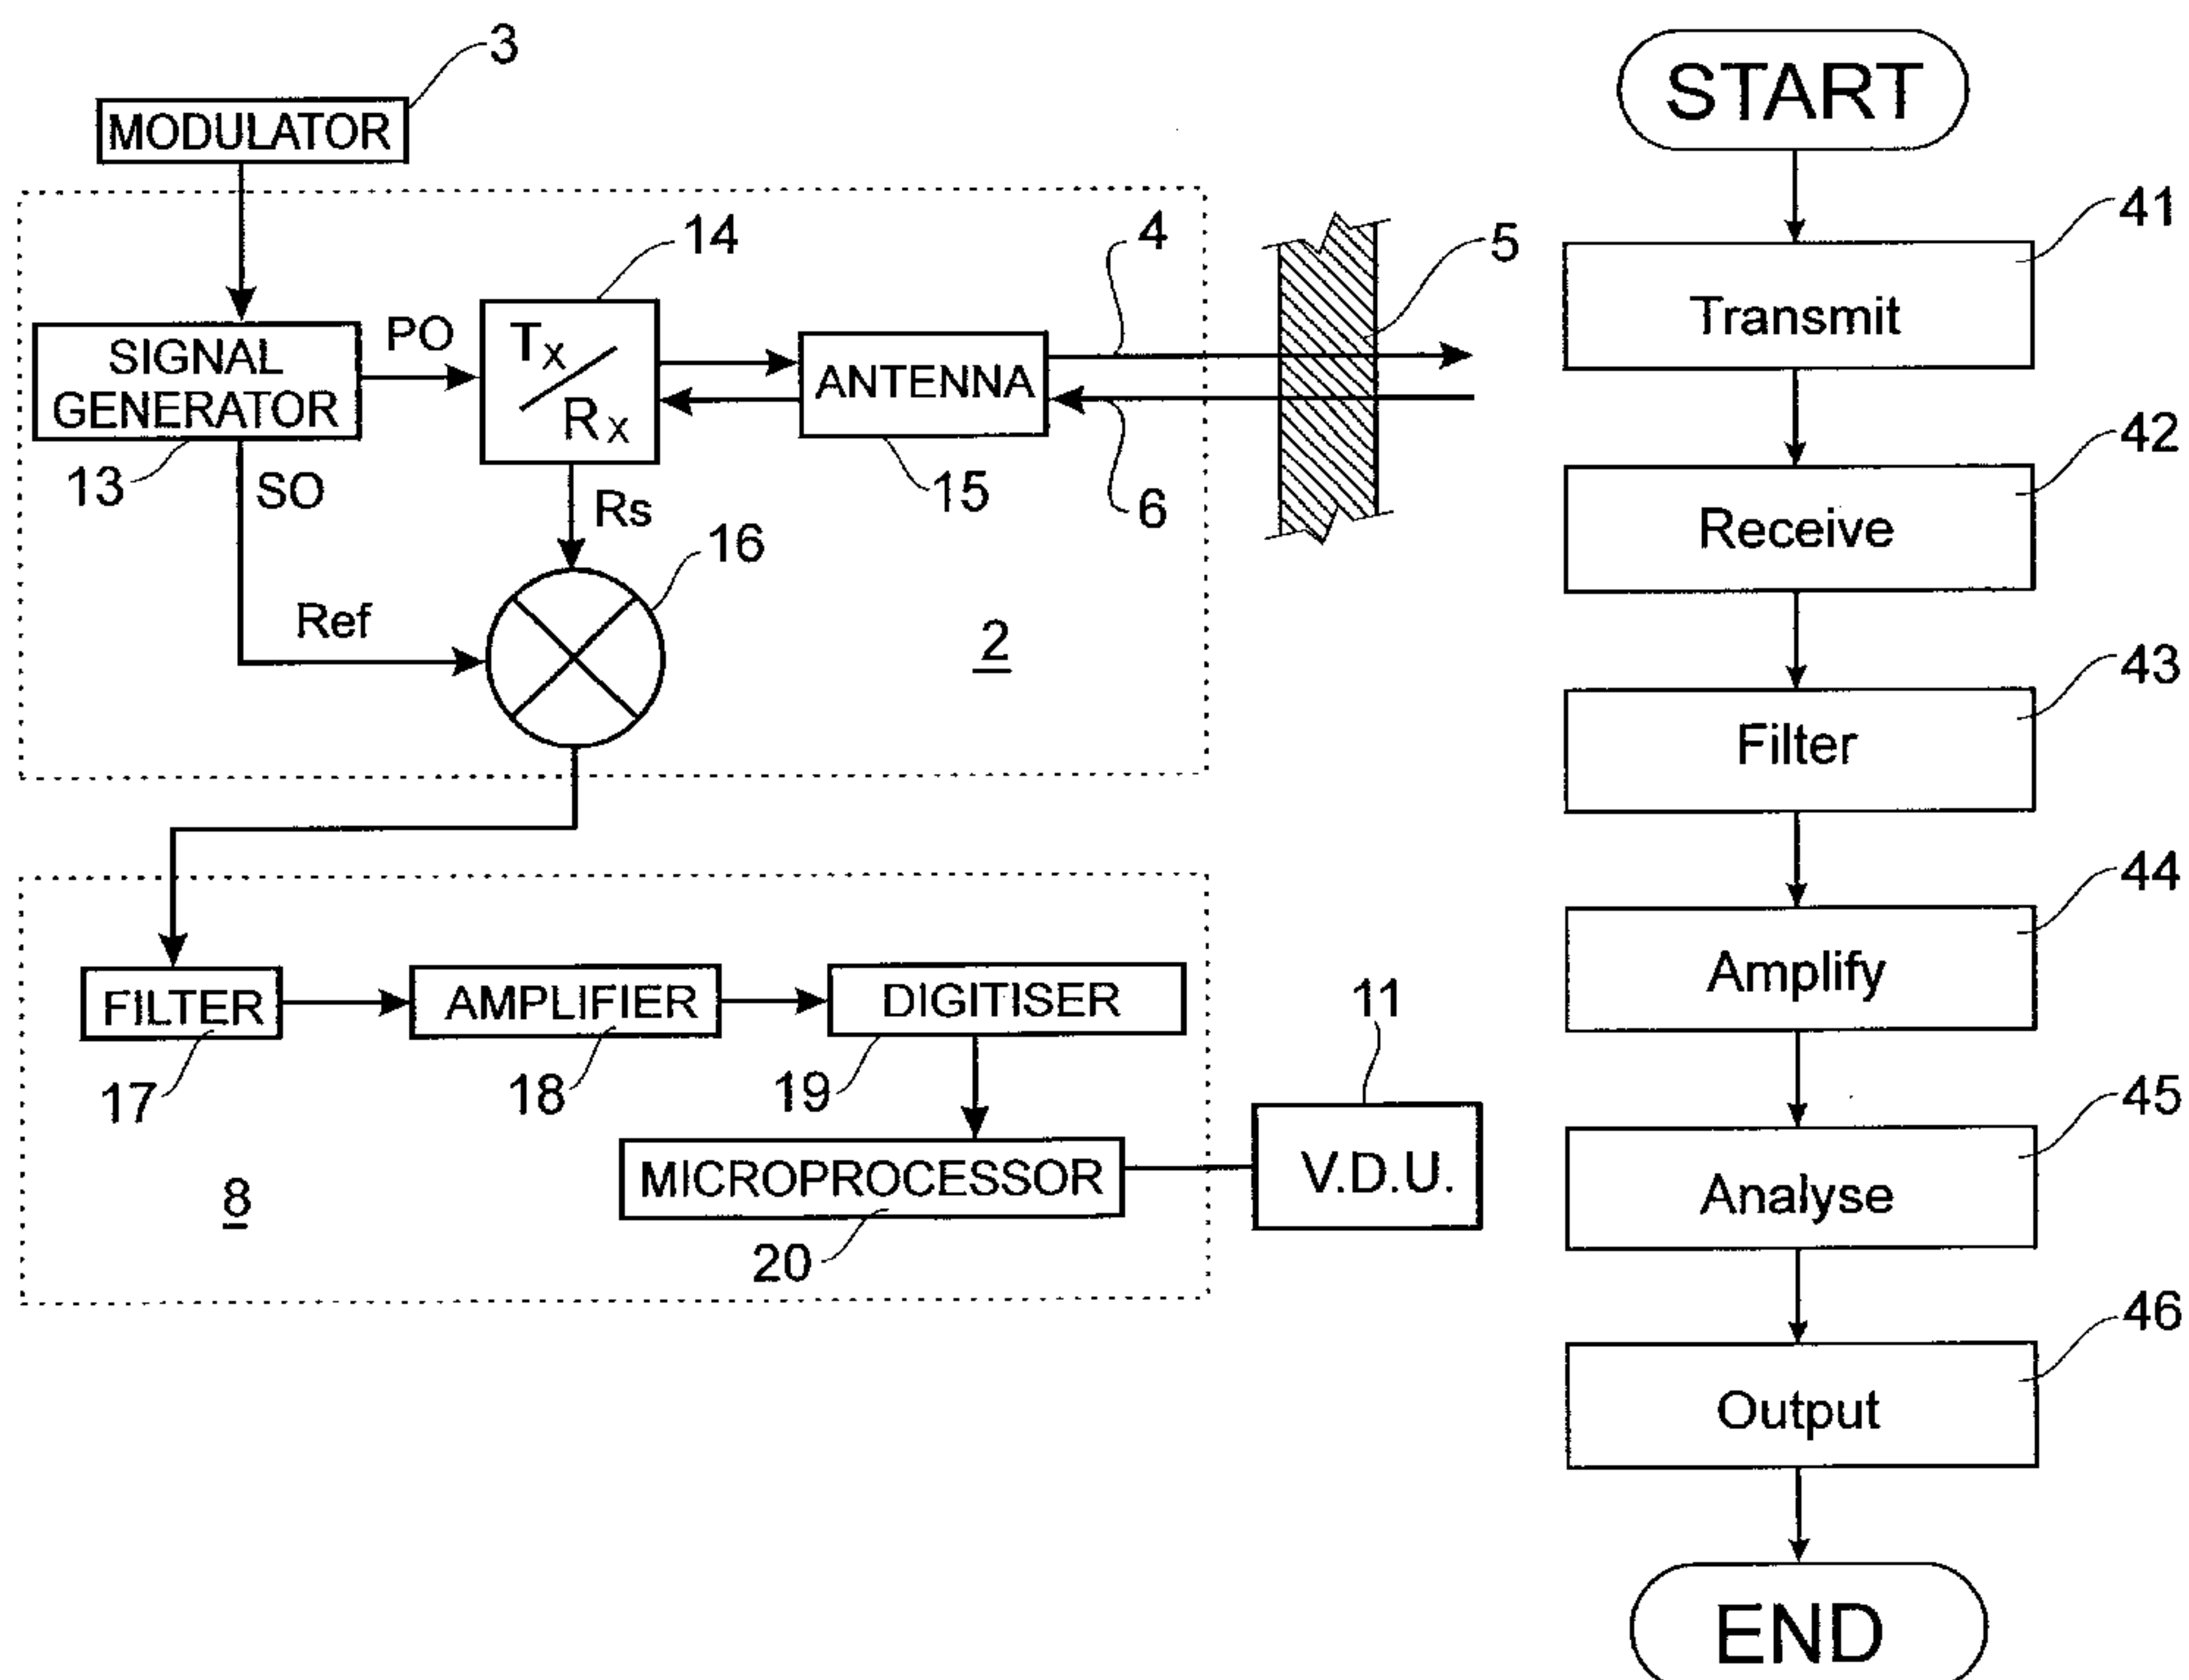 3
MODULATOR
14
4
5
SIGNAL
GENERATOR
PO
Tx
Rx
ANTENNA
13
SO
Rs
15
6
16
Ref
2
FILTER
AMPLIFIER
DIGITISER
11
17
18
19
MICROPROCESSOR
V.D.U.
8
20
START
41
Transmit
42
Receive
43
Filter
44
Amplify
45
Analyse
46
Output
END